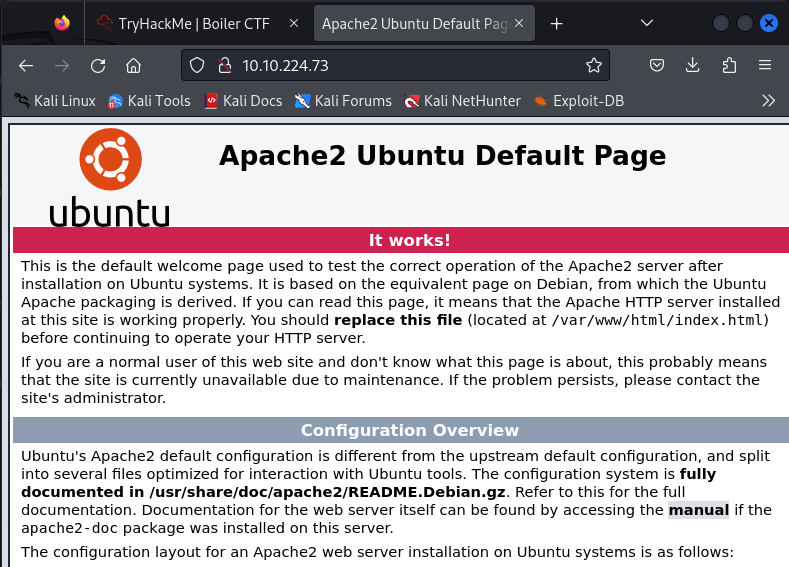 TryHackMe | Boiler CTF
Apache2 Ubuntu Default Pag
10.10.224.73
Kali Linux
Kali Tools
Kali Docs
Kali Forums
Kali NetHunter
Exploit-DB
ubuntu
Apache2 Ubuntu Default Page
It works!
This is the default welcome page used to test the correct operation of the Apache2 server after
installation on Ubuntu systems. It is based on the equivalent page on Debian, from which the Ubuntu
Apache packaging is derived. If you can read this page, it means that the Apache HTTP server installed
at this site is working properly. You should replace this file (located at /var/www/html/index.html)
before continuing to operate your HTTP server.
If you are a normal user of this web site and don't know what this page is about, this probably means
that the site is currently unavailable due to maintenance. If the problem persists, please contact the
site's administrator.
Configuration Overview
Ubuntu's Apache2 default configuration is different from the upstream default configuration, and split
into several files optimized for interaction with Ubuntu tools. The configuration system is fully
documented in /usr/share/doc/apache2/README.Debian.gz. Refer to this for the full
documentation. Documentation for the web server itself can be found by accessing the manual if the
apache2-doc package was installed on this server.
The configuration layout for an Apache2 web server installation on Ubuntu systems is as follows: